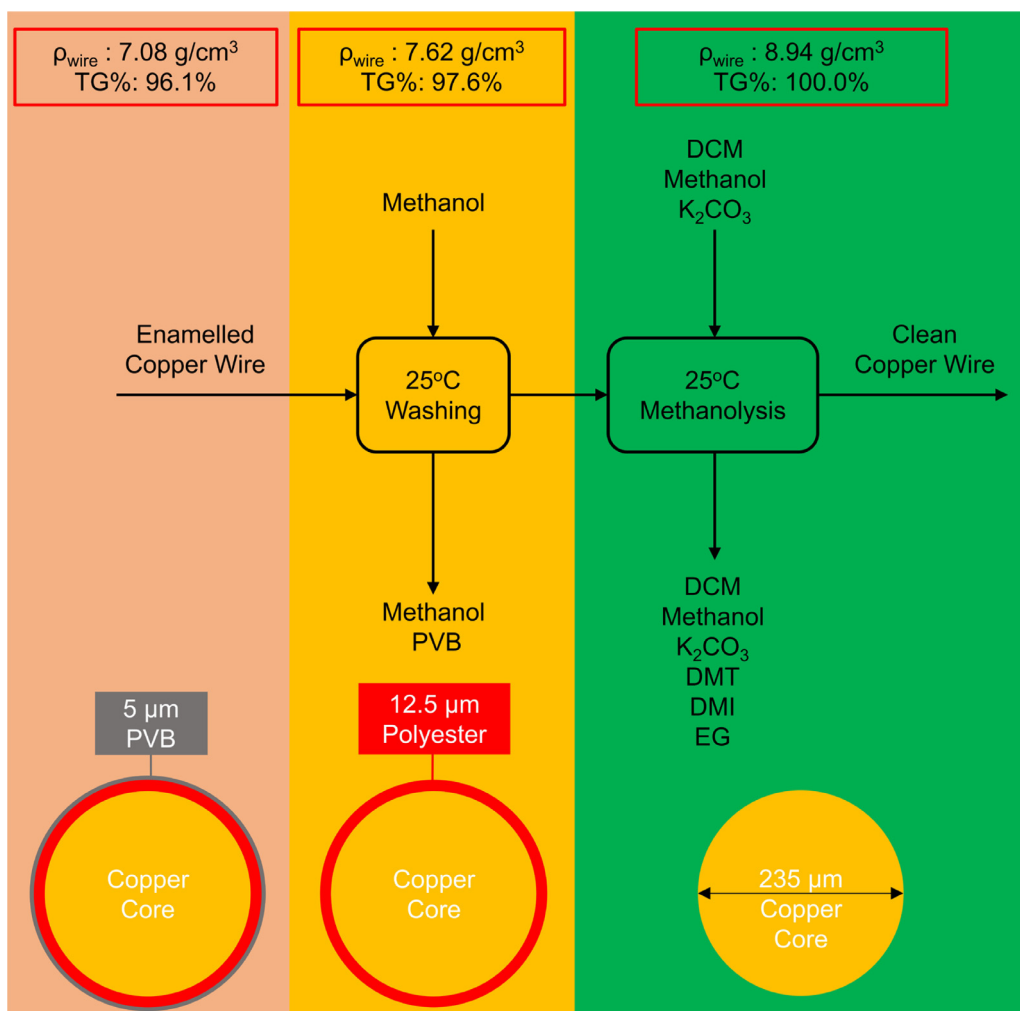 ρwire : 7.08 g/cm³
TG%: 96.1%
ρwire : 7.62 g/cm³
TG%: 97.6%
ρwire : 8.94 g/cm³
TG%: 100.0%
Methanol
DCM
Methanol
K₂CO₃
Enamelled
Copper Wire
25°C
Washing
25°C
Methanolysis
Clean
Copper Wire
Methanol
PVB
DCM
Methanol
K₂CO₃
DMT
DMI
EG
5 µm
PVB
12.5 µm
Polyester
Copper
Core
Copper
Core
235 µm
Copper
Core